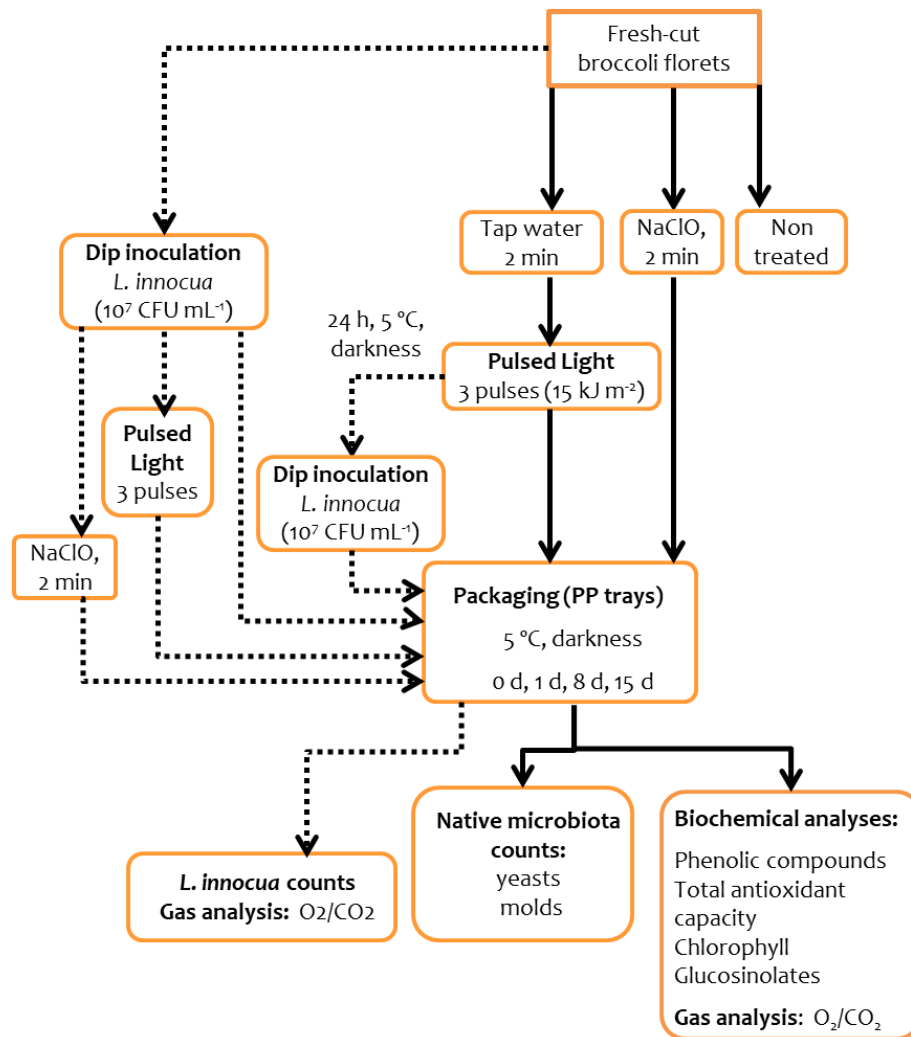 Fresh-cut
broccoli florets
Tap water
2 min
NaClO,
2 min
Non
treated
Dip inoculation
L. innocua
(10⁷ CFU mL⁻¹)
24 h, 5 °C,
darkness
Pulsed Light
3 pulses (15 kJ m⁻²)
Pulsed
Light
3 pulses
Dip inoculation
L. innocua
(10⁷ CFU mL⁻¹)
NaClO,
2 min
Packaging (PP trays)
5 °C, darkness
0 d, 1 d, 8 d, 15 d
L. innocua counts
Gas analysis: O2/CO2
Native microbiota
counts:
yeasts
molds
Biochemical analyses:
Phenolic compounds
Total antioxidant
capacity
Chlorophyll
Glucosinolates
Gas analysis: O₂/CO₂